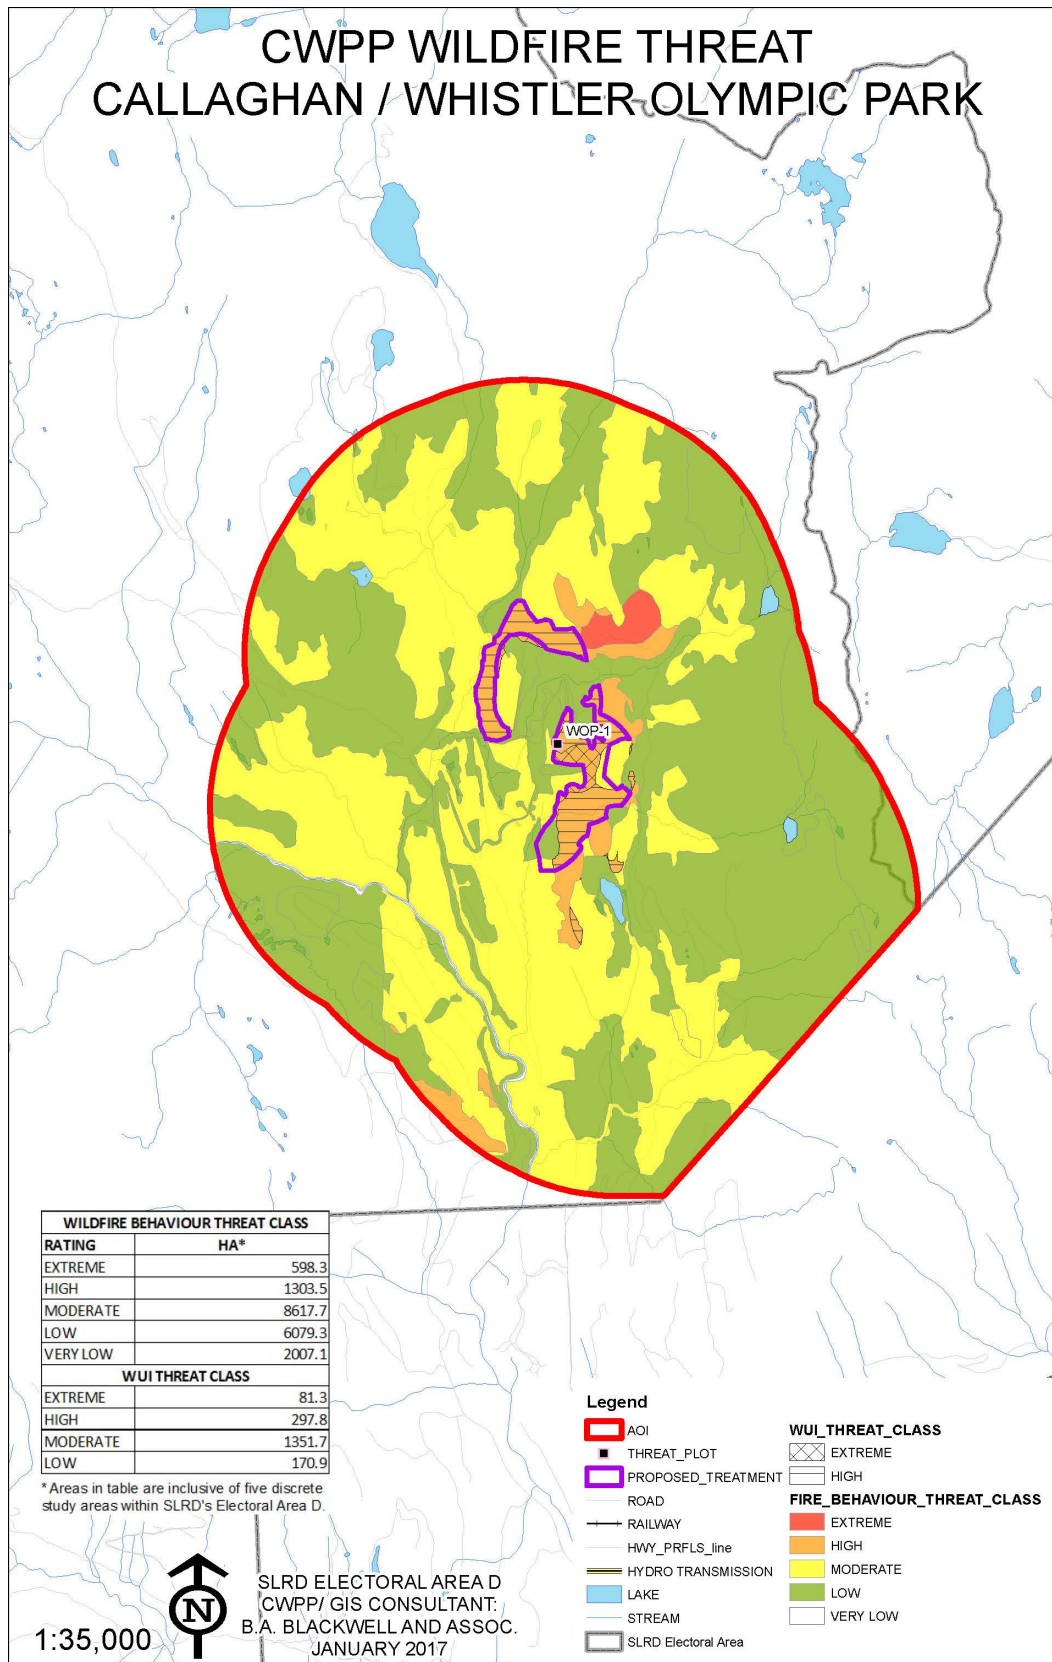 CWPP WILDFIRE THREAT
CALLAGHAN / WHISTLER OLYMPIC PARK
WOP-1
WILDFIRE BEHAVIOUR THREAT CLASS
RATING HA*
EXTREME 598.3
HIGH 1303.5
MODERATE 8617.7
LOW 6079.3
VERY LOW 2007.1
WUI THREAT CLASS
EXTREME 81.3
HIGH 297.8
MODERATE 1351.7
LOW 170.9
* Areas in table are inclusive of five discrete
study areas within SLRD's Electoral Area D.
1:35,000
N
SLRD ELECTORAL AREA D
CWPP/ GIS CONSULTANT:
B.A. BLACKWELL AND ASSOC.
JANUARY 2017
Legend
AOI
THREAT_PLOT
PROPOSED_TREATMENT
ROAD
RAILWAY
HWY_PRFLS_line
HYDRO TRANSMISSION
LAKE
STREAM
SLRD Electoral Area
WUI_THREAT_CLASS
EXTREME
HIGH
FIRE_BEHAVIOUR_THREAT_CLASS
EXTREME
HIGH
MODERATE
LOW
VERY LOW